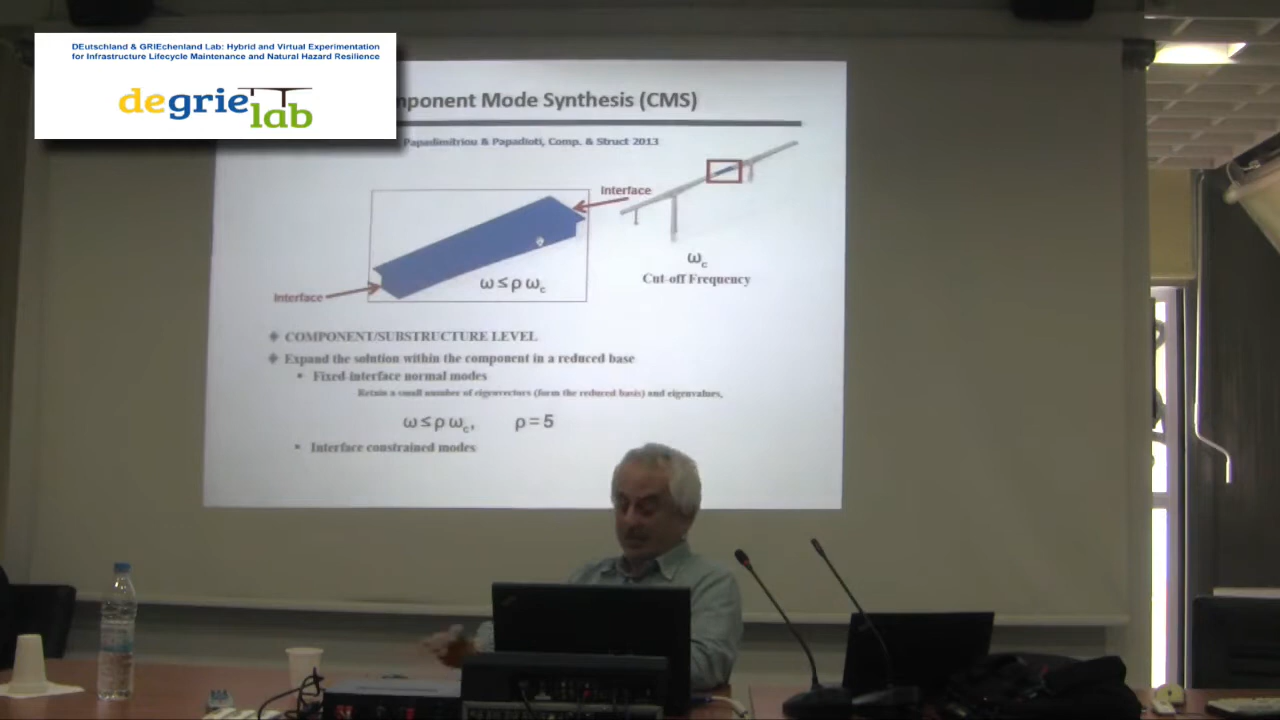 DEutschland & GRIEchenland Lab: Hybrid and Virtual Experimentation
for Infrastructure Lifecycle Maintenance and Natural Hazard Resilience
degrie lab
Mode Synthesis (CMS)
Papadimitriou & Papadioti, Comp. & Struct 2013
Interface
ω ≤ ρ ωc
Interface
ωc
Cut-off Frequency
COMPONENT/SUBSTRUCTURE LEVEL
Expand the solution within the component in a reduced base
• Fixed-interface normal modes
Retain a small number of eigenvectors (form the reduced basis) and eigenvalues,
ω ≤ ρ ωc, ρ = 5
• Interface constrained modes